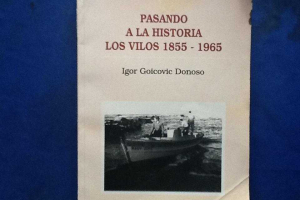 PASANDO
A LA HISTORIA
LOS VILOS 1855 - 1965
Igor Goicovic Donoso